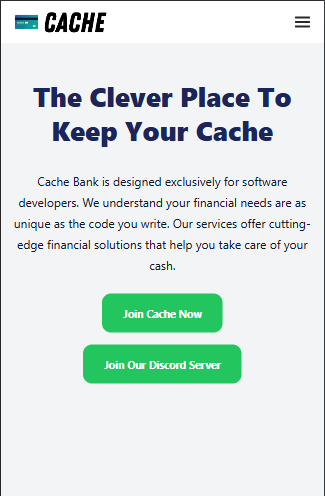 CACHE
The Clever Place To
Keep Your Cache
Cache Bank is designed exclusively for software
developers. We understand your financial needs are as
unique as the code you write. Our services offer cutting-
edge financial solutions that help you take care of your
cash.
Join Cache Now
Join Our Discord Server